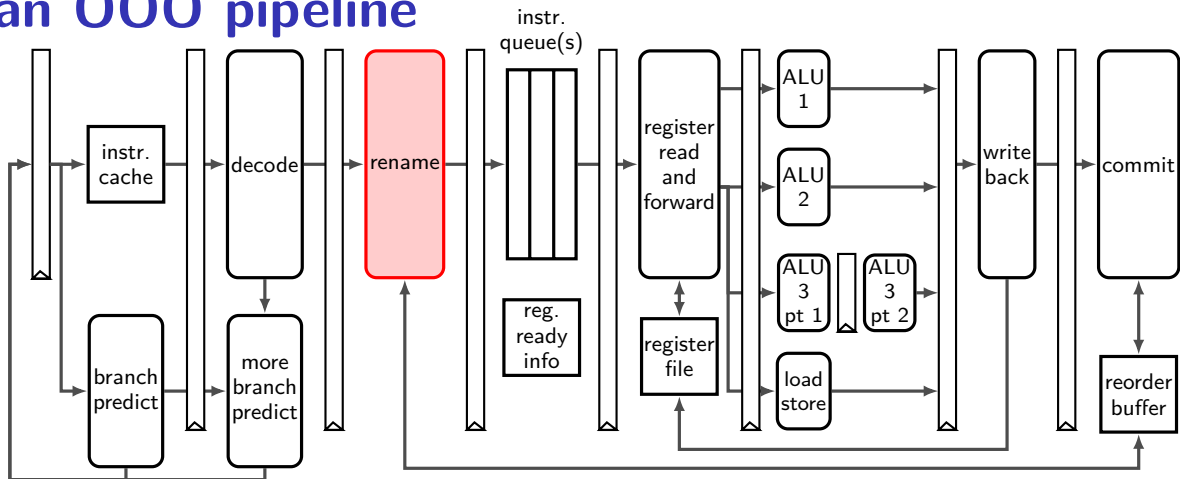 an OOO pipeline
instr.
queue(s)
instr.
cache
decode
rename
register
read
and
forward
ALU
1
ALU
2
ALU
3
pt 1
ALU
3
pt 2
load
store
write
back
commit
reg.
ready
info
register
file
branch
predict
more
branch
predict
reorder
buffer